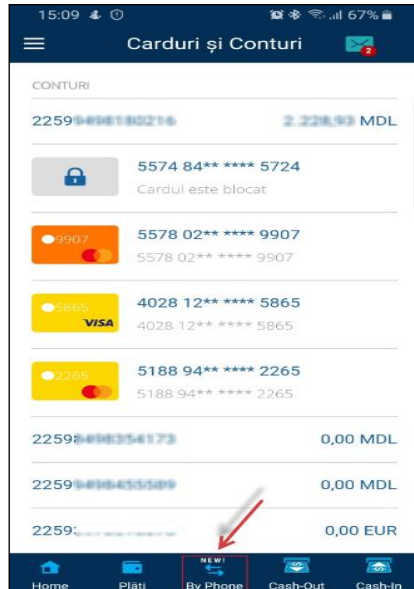 15:09 67%
Carduri și Conturi
2
CONTURI
22599 MDL
5574 84** **** 5724
Cardul este blocat
9907
5578 02** **** 9907
5578 02** **** 9907
5865
VISA
4028 12** **** 5865
4028 12** **** 5865
2265
5188 94** **** 2265
5188 94** **** 2265
2259 0,00 MDL
2259 0,00 MDL
2259 0,00 EUR
NEW!
Home Plăți By Phone Cash-Out Cash-In